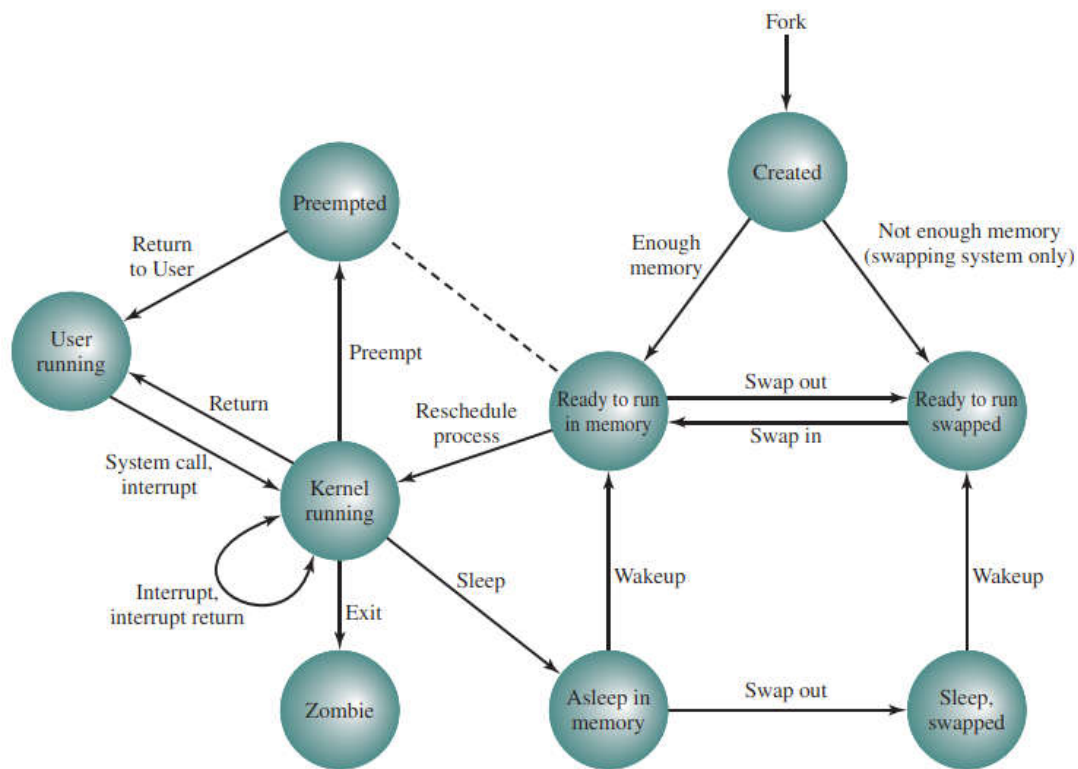 Fork
Created
Preempted
Not enough memory
(swapping system only)
Enough
memory
Return
to User
User
running
Preempt
Return
Reschedule
process
Ready to run
in memory
Swap out
Swap in
Ready to run
swapped
System call,
interrupt
Kernel
running
Interrupt,
interrupt return
Sleep
Wakeup
Wakeup
Exit
Zombie
Asleep in
memory
Swap out
Sleep,
swapped